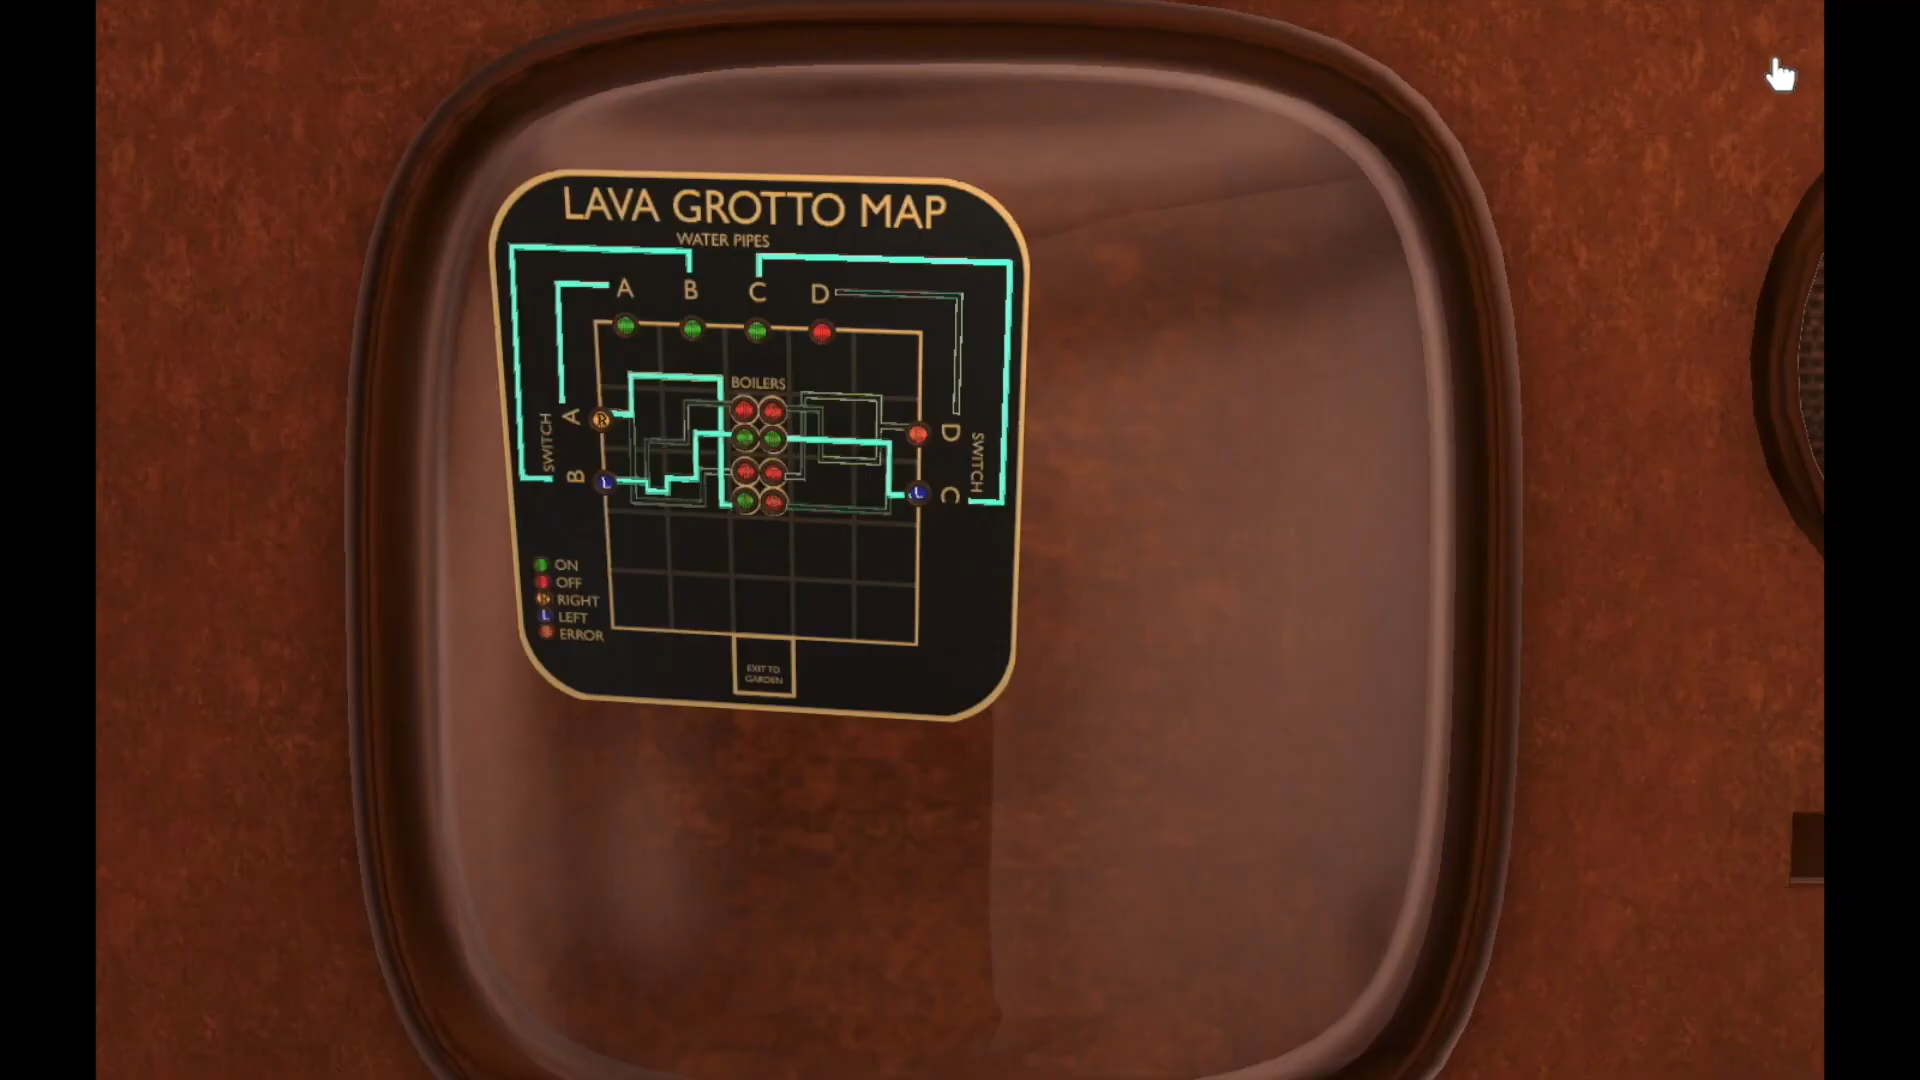 LAVA GROTTO MAP
WATER PIPES
A B C D
BOILERS
SWITCH
A
R
B
L
D
SWITCH
L
C
ON
OFF
R RIGHT
L LEFT
ERROR
EXIT TO
GARDEN